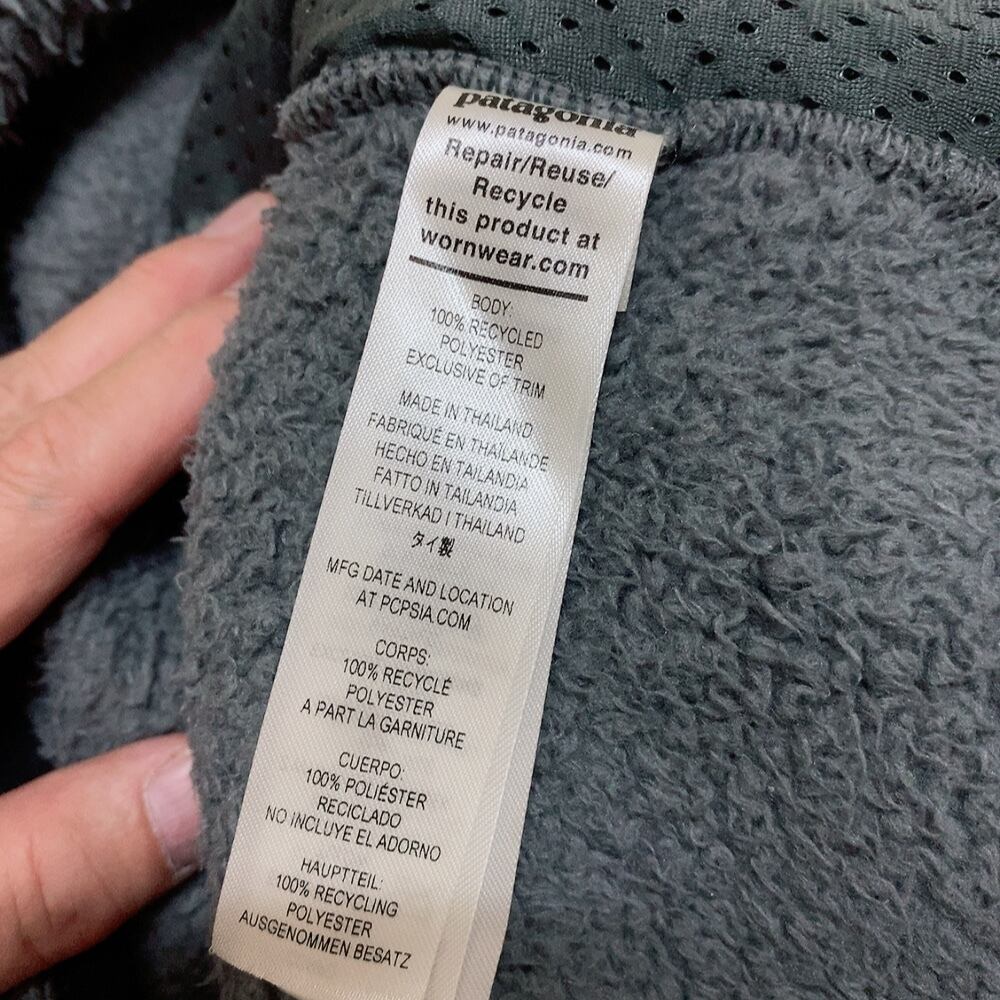 patagonia
www.patagonia.com
Repair/Reuse/
Recycle
this product at
wornwear.com
BODY:
100% RECYCLED
POLYESTER
EXCLUSIVE OF TRIM
MADE IN THAILAND
FABRIQUÉ EN THAÏLANDE
HECHO EN TAILANDIA
FATTO IN TAILANDIA
TILLVERKAD I THAILAND
タイ製
MFG DATE AND LOCATION
AT PCPSIA.COM
CORPS:
100% RECYCLÉ
POLYESTER
A PART LA GARNITURE
CUERPO:
100% POLIÉSTER
RECICLADO
NO INCLUYE EL ADORNO
HAUPTTEIL:
100% RECYCLING
POLYESTER
AUSGENOMMEN BESATZ